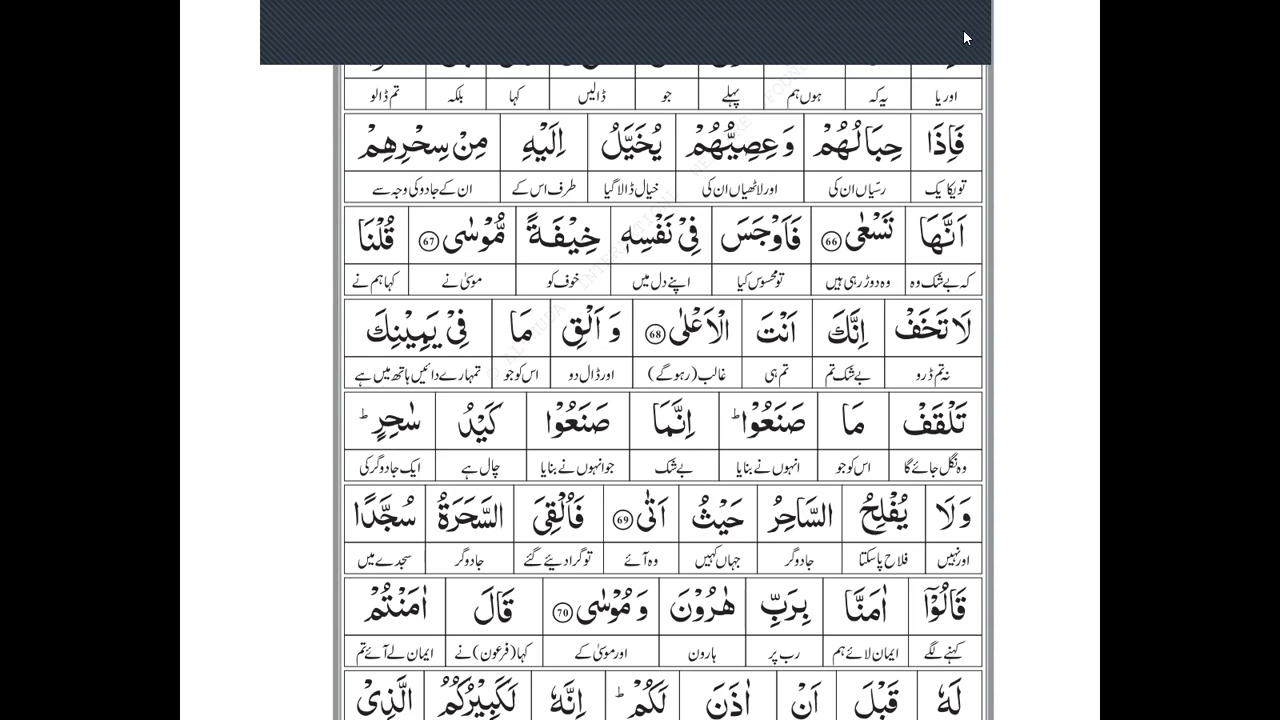 اور یا یہ کہ ہوں ہم پہلے جو ڈالیں کہا بلکہ تم ڈالو
فَاِذَا حِبَالُهُمْ وَعِصِيُّهُمْ يُخَيَّلُ اِلَيْهِ مِنْ سِحْرِهِمْ
تو یکایک رسّیاں ان کی اور لاٹھیاں ان کی خیال ڈالا گیا طرف اس کے ان کے جادو کی وجہ سے
اَنَّهَا تَسْعٰى 66 فَاَوْجَسَ فِيْ نَفْسِهٖ خِيْفَةً مُّوْسٰى 67 قُلْنَا
کہ بے شک وہ وہ دوڑ رہی ہیں تو محسوس کیا اپنے دل میں خوف کو موسیٰ نے کہا ہم نے
لَا تَخَفْ اِنَّكَ اَنْتَ الْاَعْلٰى 68 وَ اَلْقِ مَا فِيْ يَمِيْنِكَ
نہ تم ڈرو بے شک تم تم ہی غالب (رہو گے) اور ڈال دو اس کو جو تمہارے دائیں ہاتھ میں ہے
تَلْقَفْ مَا صَنَعُوْا ؕ اِنَّمَا صَنَعُوْا كَيْدُ سٰحِرٍ ؕ
وہ نگل جائے گا اس کو جو انہوں نے بنایا بے شک جو انہوں نے بنایا چال ہے ایک جادوگر کی
وَلَا يُفْلِحُ السَّاحِرُ حَيْثُ اَتٰى 69 فَاُلْقِيَ السَّحَرَةُ سُجَّدًا
اور نہیں فلاح پا سکتا جادوگر جہاں کہیں وہ آئے تو گرا دیئے گئے جادوگر سجدے میں
قَالُوْٓا اٰمَنَّا بِرَبِّ هٰرُوْنَ وَ مُوْسٰى 70 قَالَ اٰمَنْتُمْ
کہنے لگے ایمان لائے ہم رب پر ہارون اور موسیٰ کے کہا (فرعون) نے ایمان لے آئے تم
لَهٗ قَبْلَ اَنْ اٰذَنَ لَكُمْ ؕ اِنَّهٗ لَكَبِيْرُكُمُ الَّذِيْ